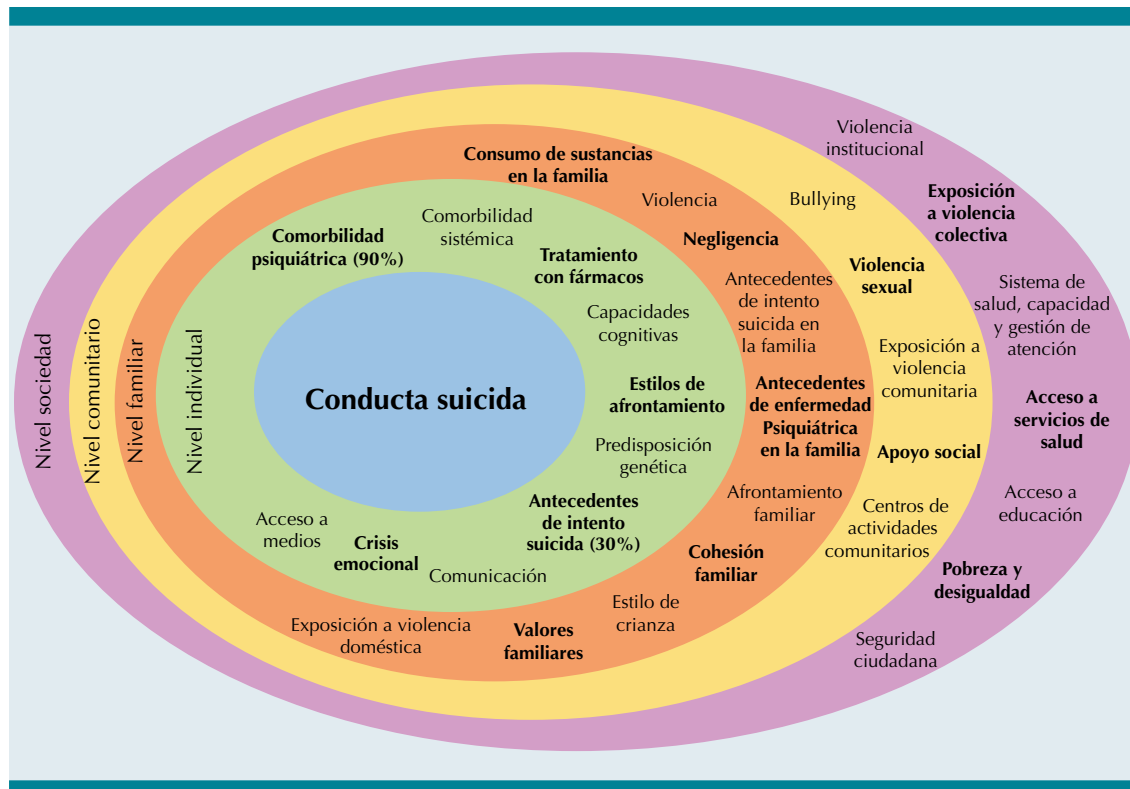 Violencia
institucional
Consumo de sustancias
en la familia
Violencia
Bullying
Exposición
a violencia
colectiva
Comorbilidad
sistémica
Comorbilidad
psiquiátrica (90%)
Negligencia
Tratamiento
con fármacos
Violencia
sexual
Antecedentes
de intento
suicida en
la familia
Sistema de
salud, capacidad
y gestión de
atención
Capacidades
cognitivas
Exposición a
violencia
comunitaria
Nivel sociedad
Nivel comunitario
Nivel familiar
Nivel individual
Conducta suicida
Estilos de
afrontamiento
Antecedentes
de enfermedad
Psiquiátrica
en la familia
Acceso a
servicios de
salud
Predisposición
genética
Apoyo social
Afrontamiento
familiar
Acceso a
educación
Antecedentes
de intento
suicida (30%)
Centros de
actividades
comunitarios
Acceso a
medios
Crisis
emocional
Comunicación
Cohesión
familiar
Pobreza y
desigualdad
Estilo de
crianza
Exposición a violencia
doméstica
Valores
familiares
Seguridad
ciudadana